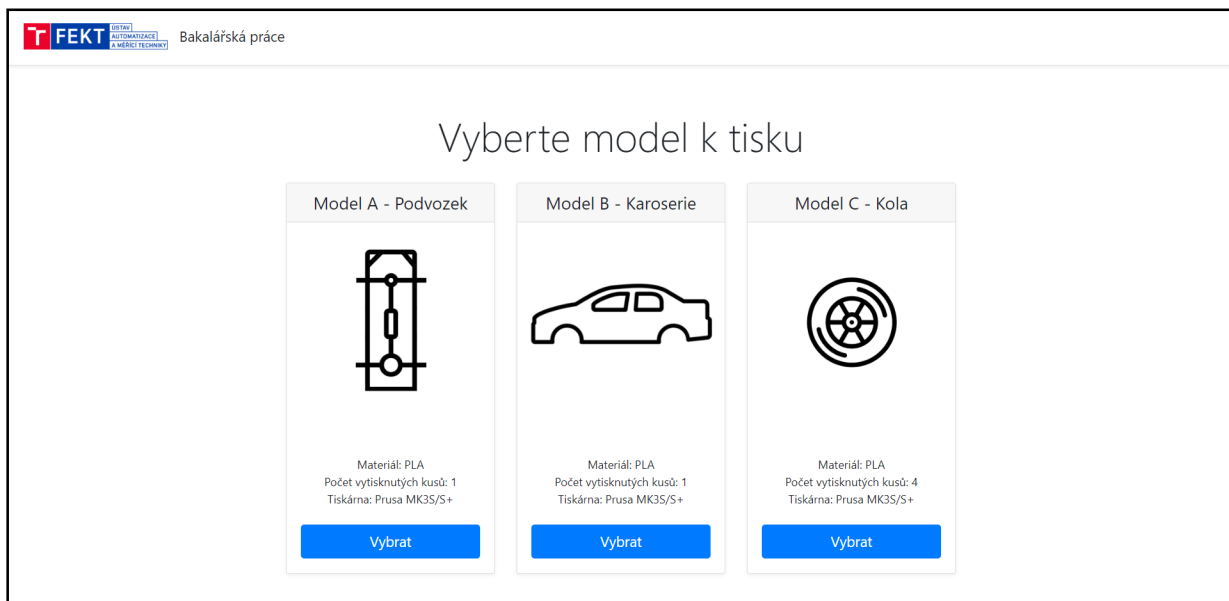 T FEKT ÚSTAV
AUTOMATIZACE
A MĚŘICÍ TECHNIKY
Bakalářská práce
Vyberte model k tisku
Model A - Podvozek
Materiál: PLA
Počet vytisknutých kusů: 1
Tiskárna: Prusa MK3S/S+
Vybrat
Model B - Karoserie
Materiál: PLA
Počet vytisknutých kusů: 1
Tiskárna: Prusa MK3S/S+
Vybrat
Model C - Kola
Materiál: PLA
Počet vytisknutých kusů: 4
Tiskárna: Prusa MK3S/S+
Vybrat